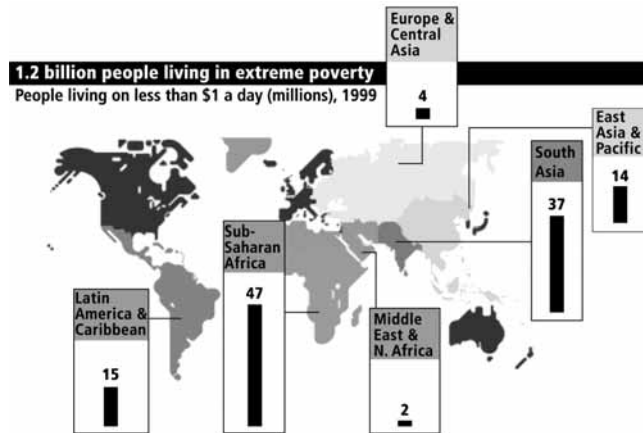 1.2 billion people living in extreme poverty
People living on less than $1 a day (millions), 1999
Europe &
Central
Asia
4
East
Asia &
Pacific
14
South
Asia
37
Sub-
Saharan
Africa
47
Latin
America &
Caribbean
15
Middle
East &
N. Africa
2